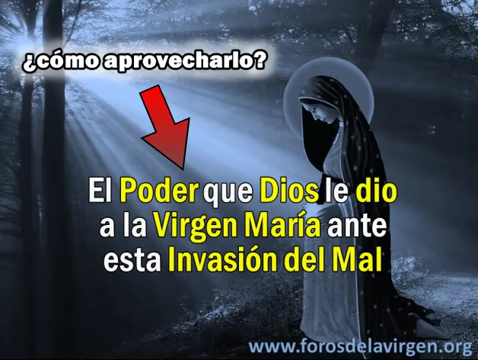 ¿cómo aprovecharlo?
El Poder que Dios le dio
a la Virgen María ante
esta Invasión del Mal
www.forosdelavirgen.org